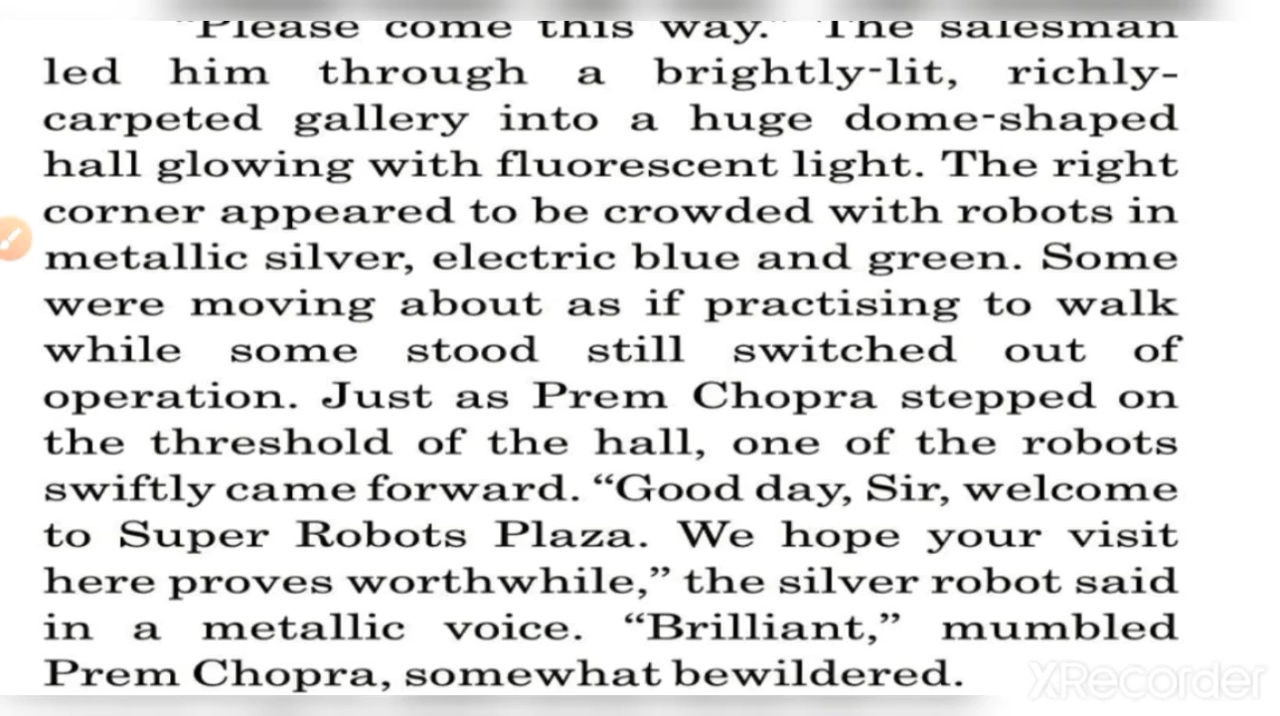 "Please come this way." The salesman
led him through a brightly-lit, richly-
carpeted gallery into a huge dome-shaped
hall glowing with fluorescent light. The right
corner appeared to be crowded with robots in
metallic silver, electric blue and green. Some
were moving about as if practising to walk
while some stood still switched out of
operation. Just as Prem Chopra stepped on
the threshold of the hall, one of the robots
swiftly came forward. “Good day, Sir, welcome
to Super Robots Plaza. We hope your visit
here proves worthwhile,” the silver robot said
in a metallic voice. “Brilliant,” mumbled
Prem Chopra, somewhat bewildered.
XRecorder